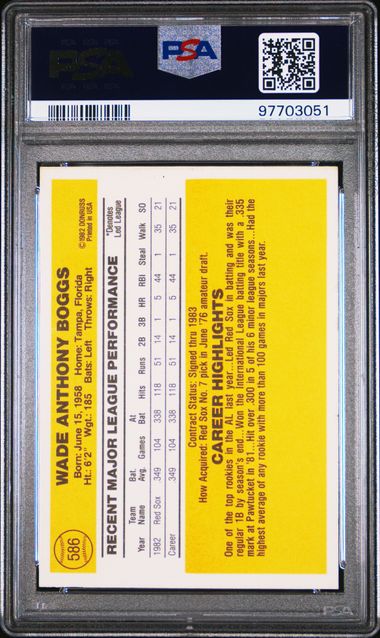 PSA
PSA
97703051
586
WADE ANTHONY BOGGS
Born: June 15, 1958 Home: Tampa, Florida
Ht.: 6'2" Wgt.: 185 Bats: Left Throws: Right
©1982 DONRUSS
Printed in USA
RECENT MAJOR LEAGUE PERFORMANCE
*Denotes
Led League
Year Team Name Bat. Avg. Games At Bat Hits Runs 2B 3B HR RBI Steal Walk SO
1982 Red Sox .349 104 338 118 51 14 1 5 44 1 35 21
Career .349 104 338 118 51 14 1 5 44 1 35 21
Contract Status: Signed thru 1983
How Acquired: Red Sox No. 7 pick in June '76 amateur draft.
CAREER HIGHLIGHTS
One of the top rookies in the AL last year...Led Red Sox in batting and was their
regular 1B by season's end...Won the International League batting title with a .335
mark at Pawtucket in '81...Hit over .300 in 5 of his 6 minor league seasons...Had the
highest average of any rookie with more than 100 games in majors last year.